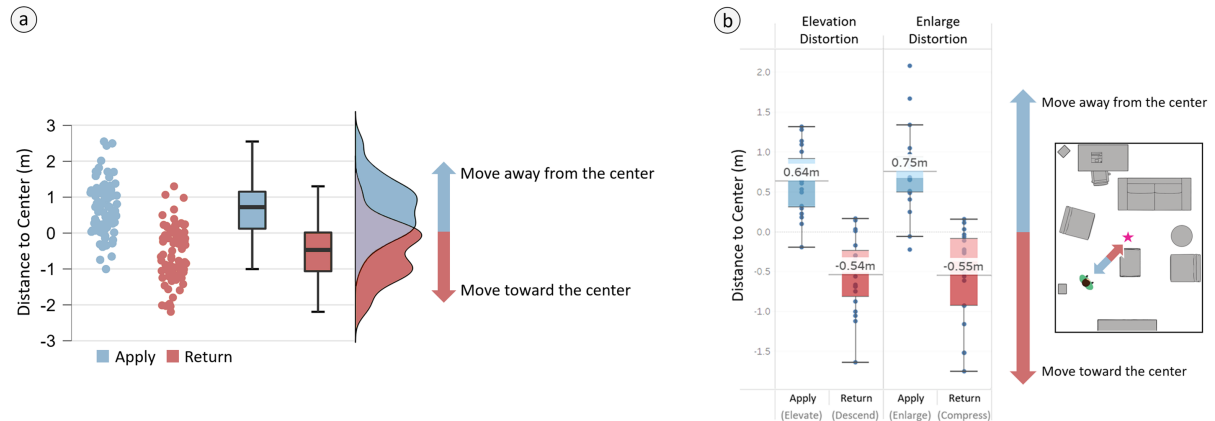 a
Distance to Center (m)
3
2
1
0
-1
-2
-3
Apply
Return
Move away from the center
Move toward the center
b
Elevation
Distortion
Enlarge
Distortion
Distance to Center (m)
2.0
1.5
1.0
0.5
0.0
-0.5
-1.0
-1.5
0.64m
-0.54m
0.75m
-0.55m
Apply
(Elevate)
Return
(Descend)
Apply
(Enlarge)
Return
(Compress)
Move away from the center
Move toward the center